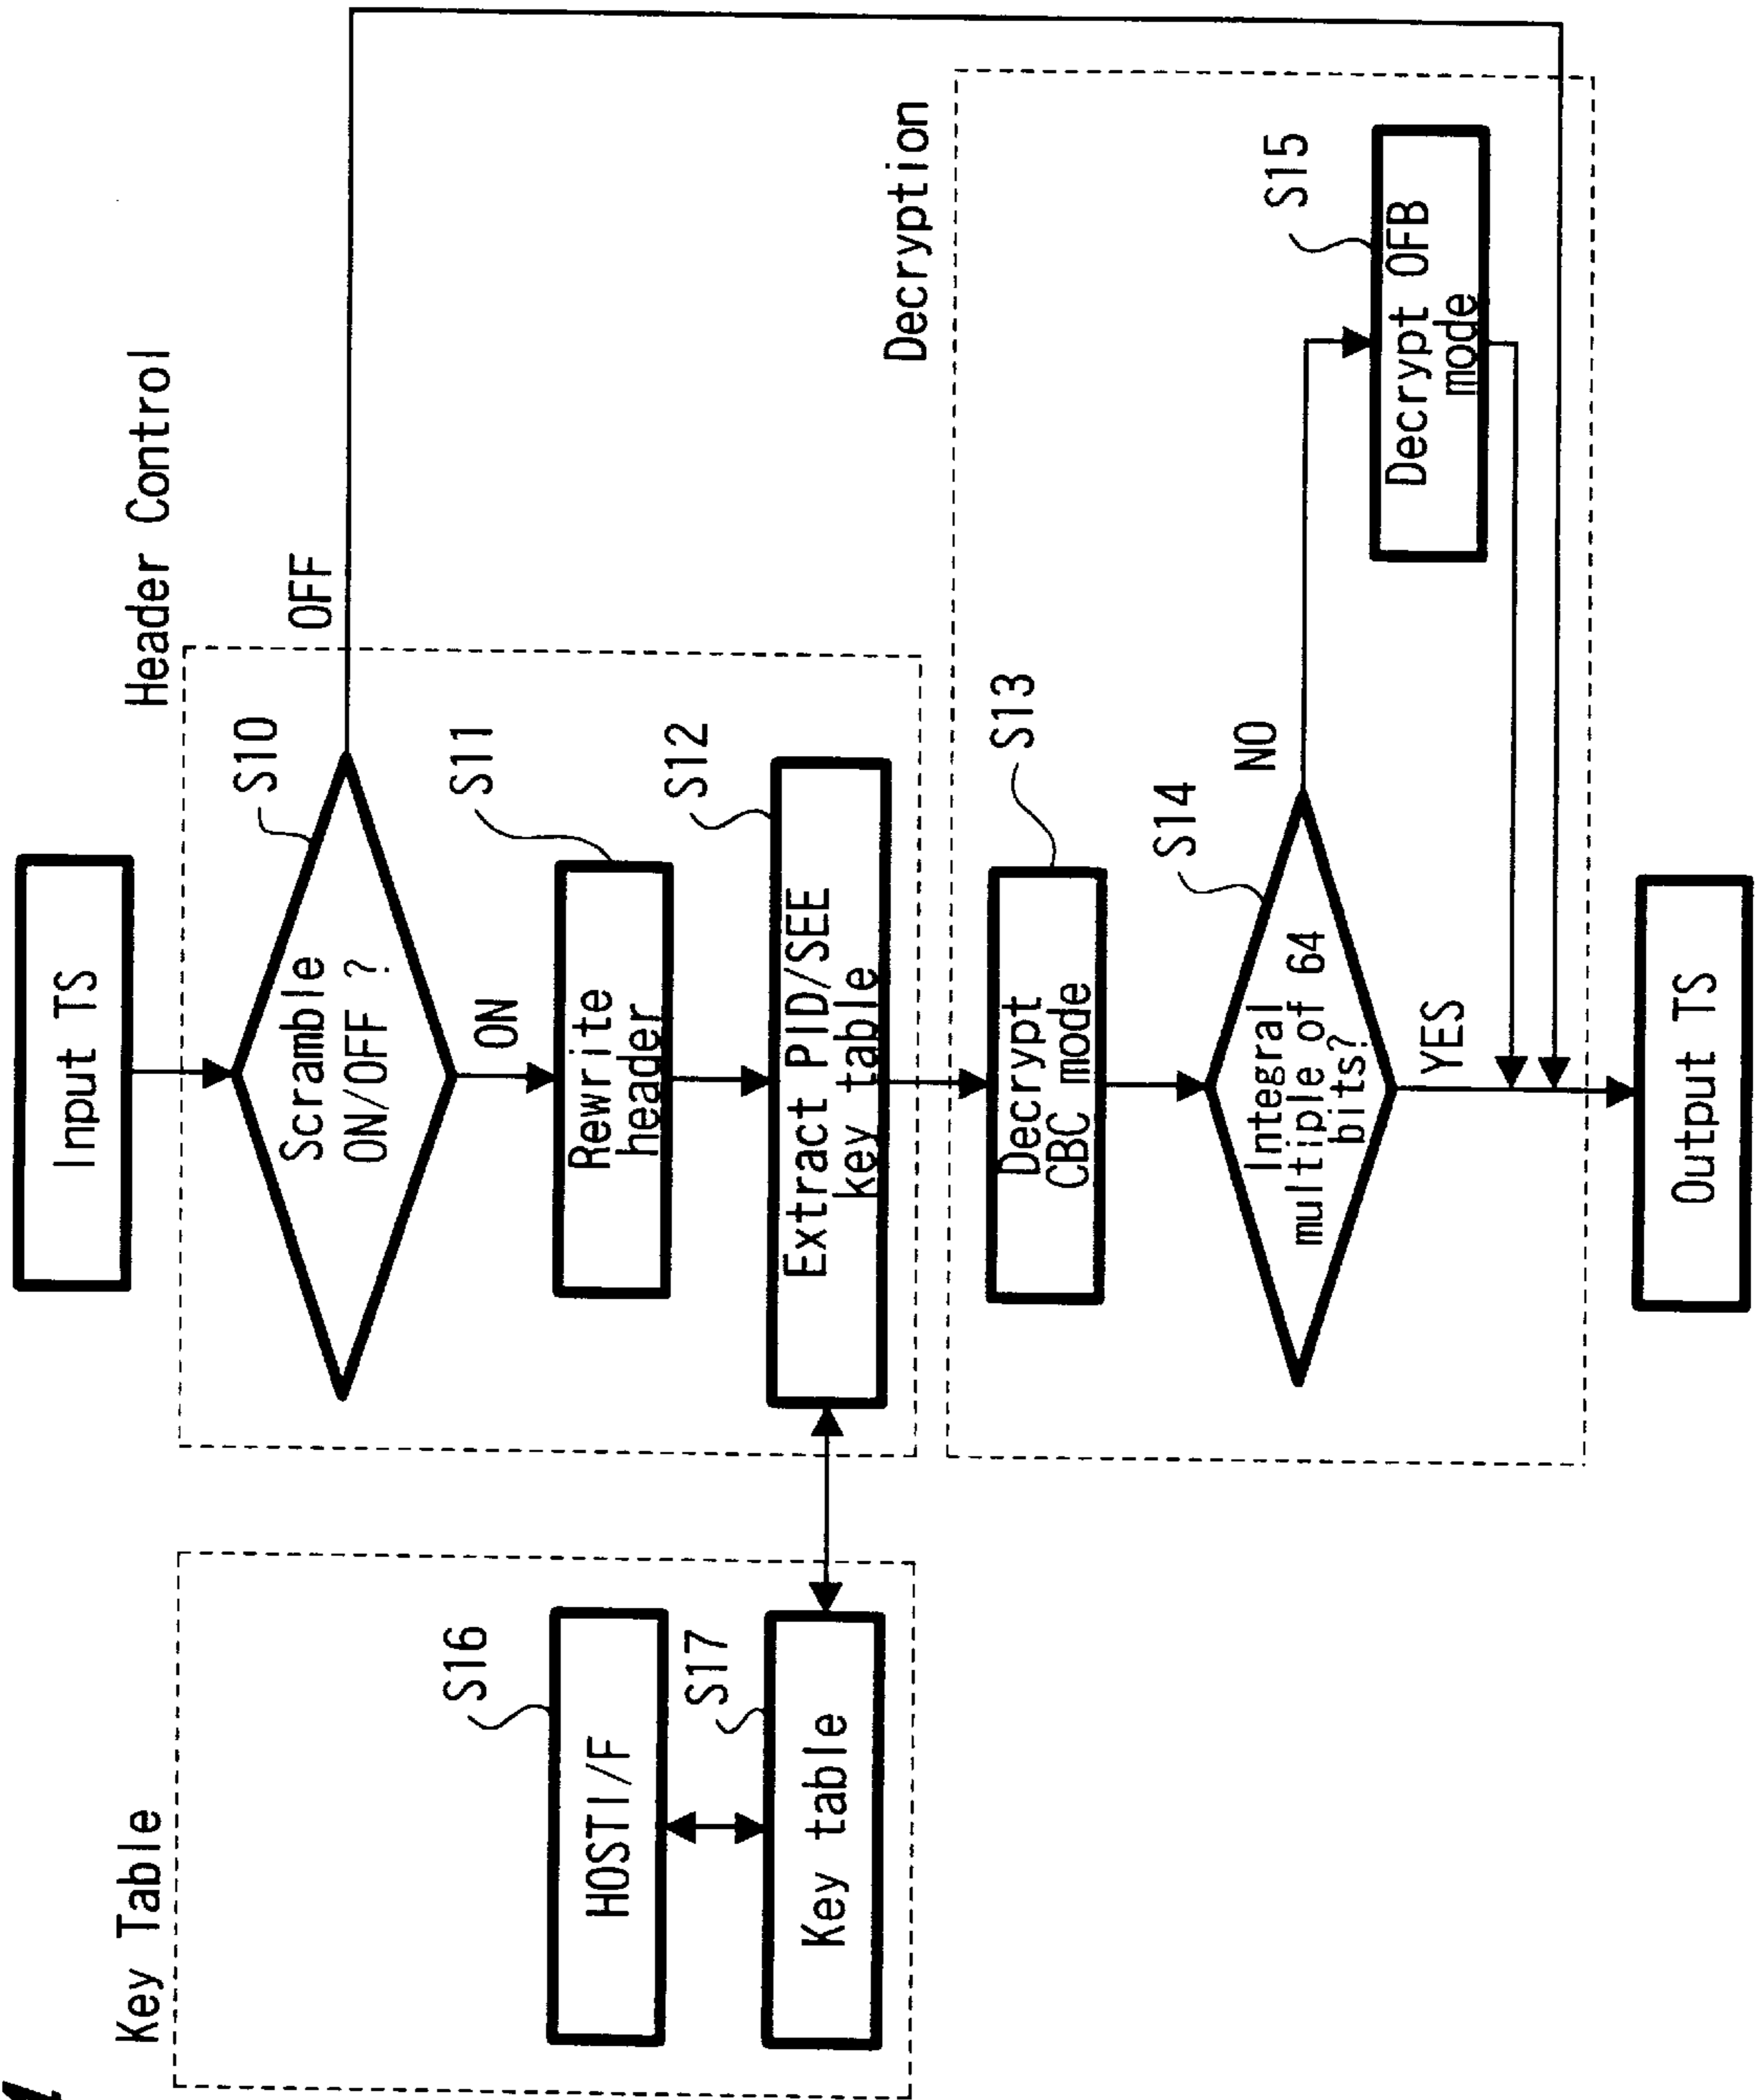 Input TS
Header Control
Scramble
ON/OFF ?
S10
OFF
ON
Rewrite
header
S11
Extract PID/SEE
key table
S12
Key Table
HOSTI/F
S16
Key table
S17
Decryption
Decrypt
CBC mode
S13
Integral
multiple of 64
bits?
S14
NO
YES
Decrypt OFB
mode
S15
Output TS